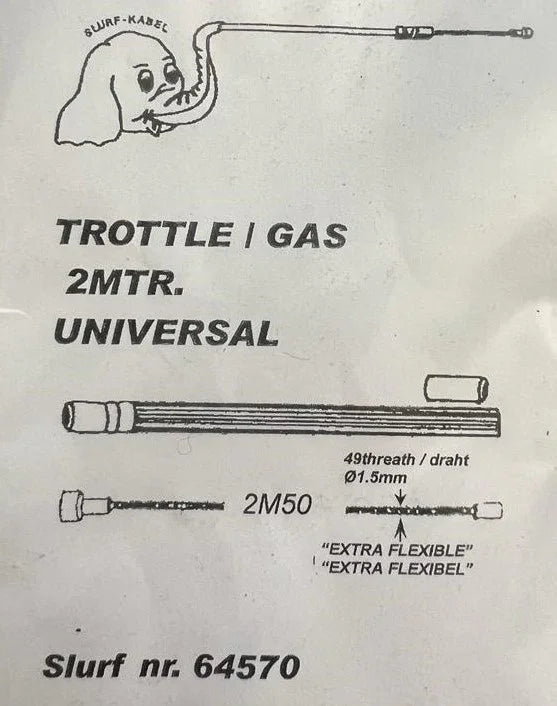 SLURF-KABEL
TROTTLE / GAS
2MTR.
UNIVERSAL
49threath / draht
Ø1.5mm
2M50
"EXTRA FLEXIBLE"
"EXTRA FLEXIBEL"
Slurf nr. 64570